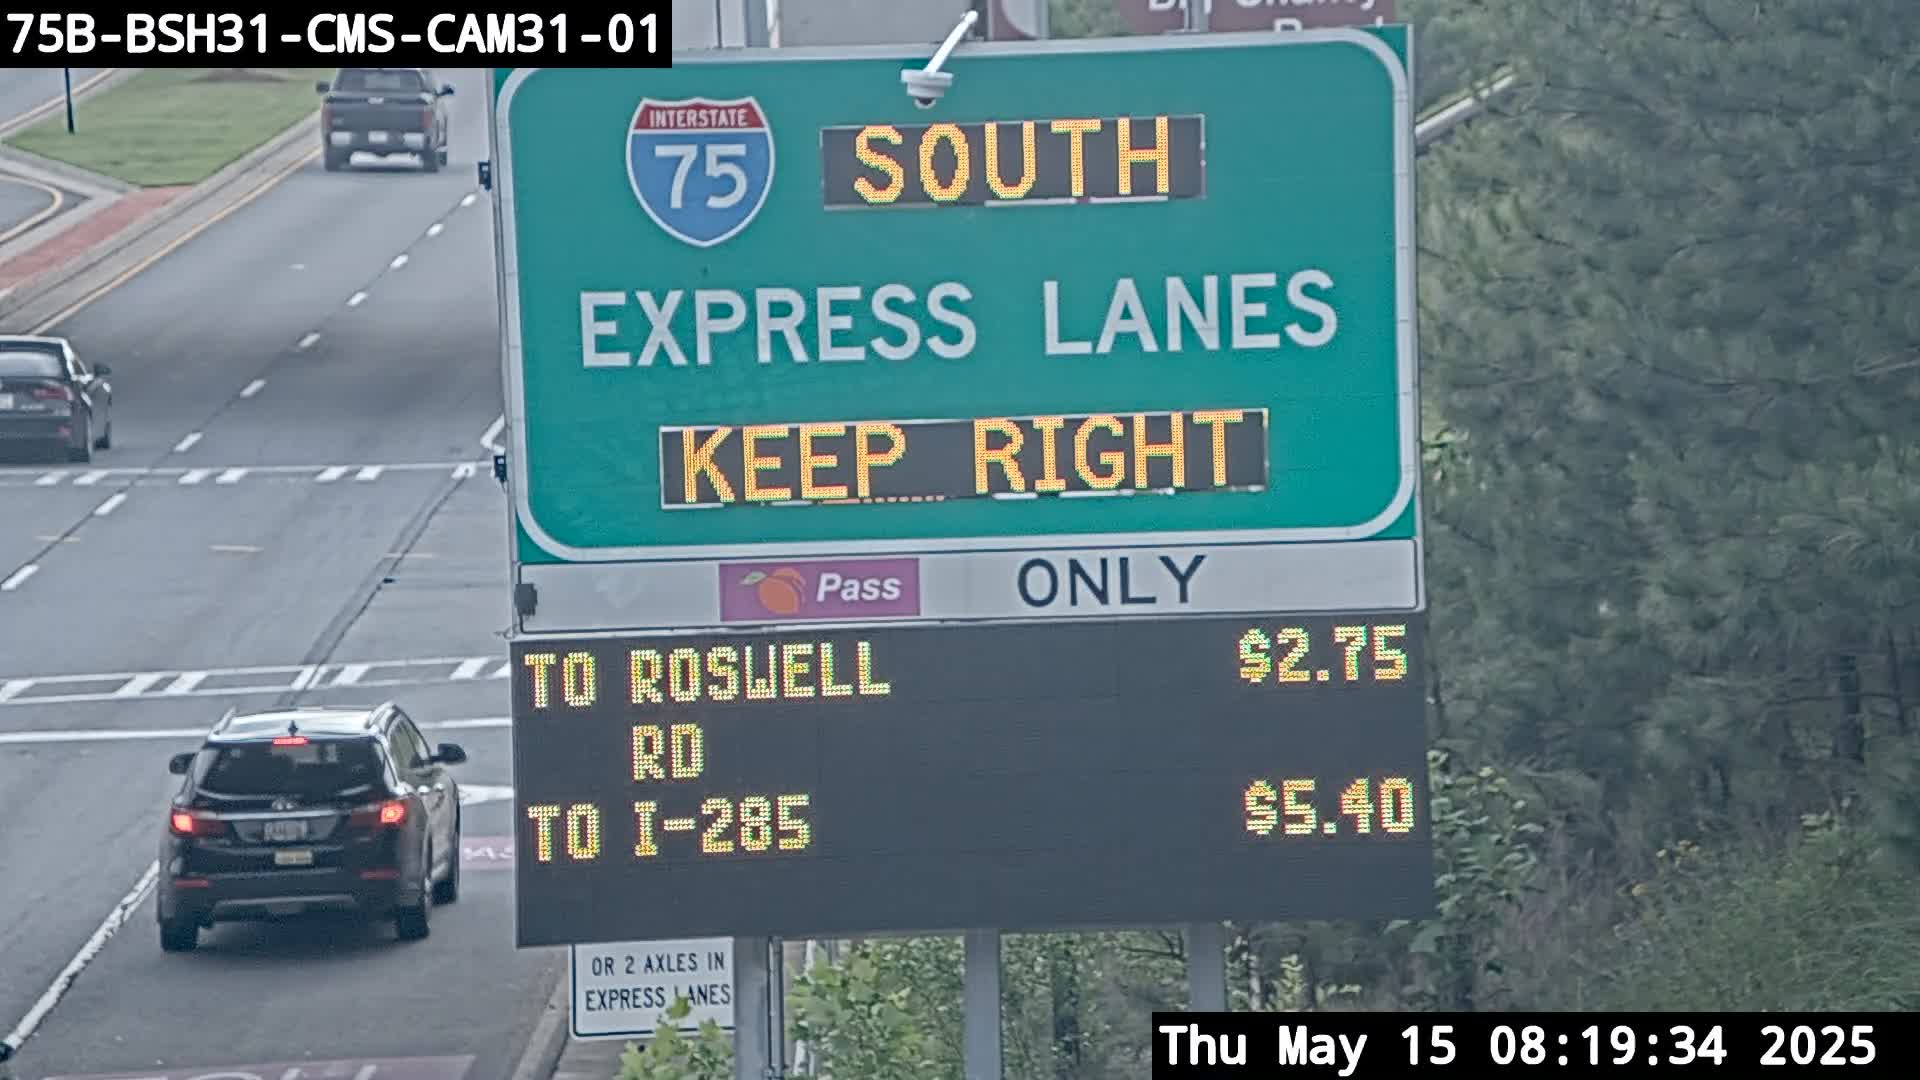 75B-BSH31-CMS-CAM31-01
Road
INTERSTATE
75
SOUTH
EXPRESS LANES
KEEP RIGHT
Pass ONLY
TO ROSWELL $2.75
RD
TO I-285 $5.40
OR 2 AXLES IN
EXPRESS LANES
Thu May 15 08:19:34 2025